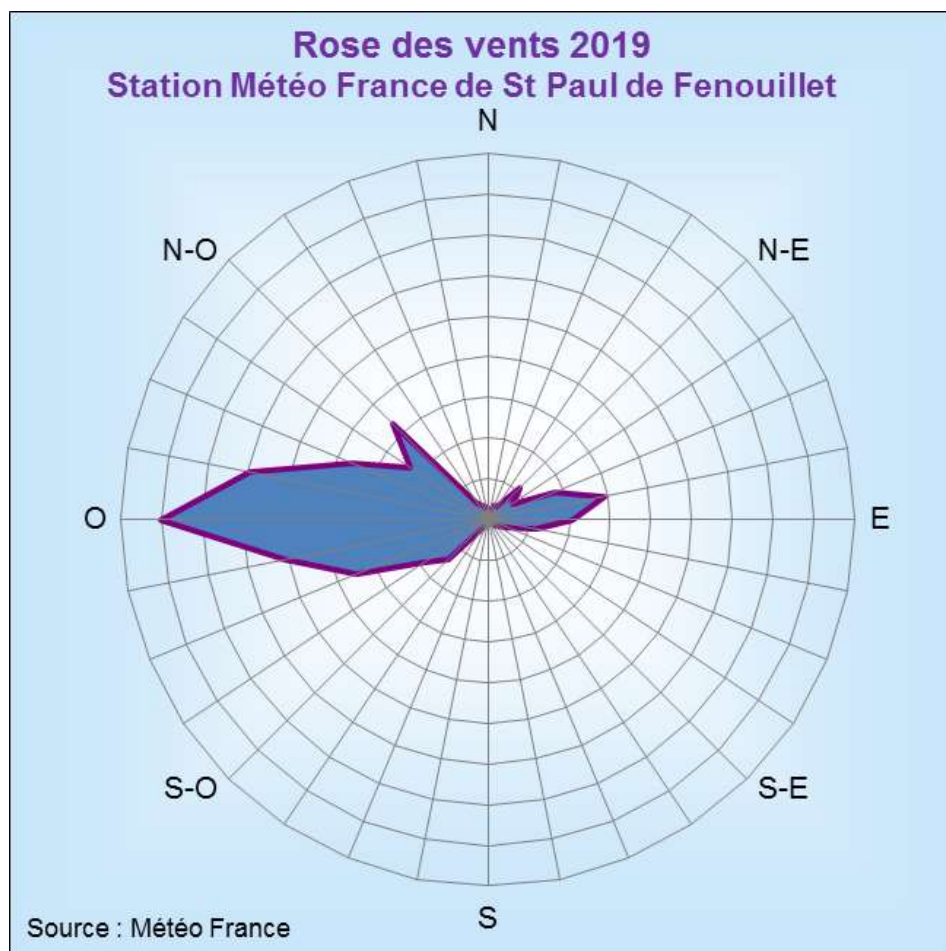 Rose des vents 2019
Station Météo France de St Paul de Fenouillet
N
N-O
N-E
O
E
S-O
S-E
S
Source : Météo France